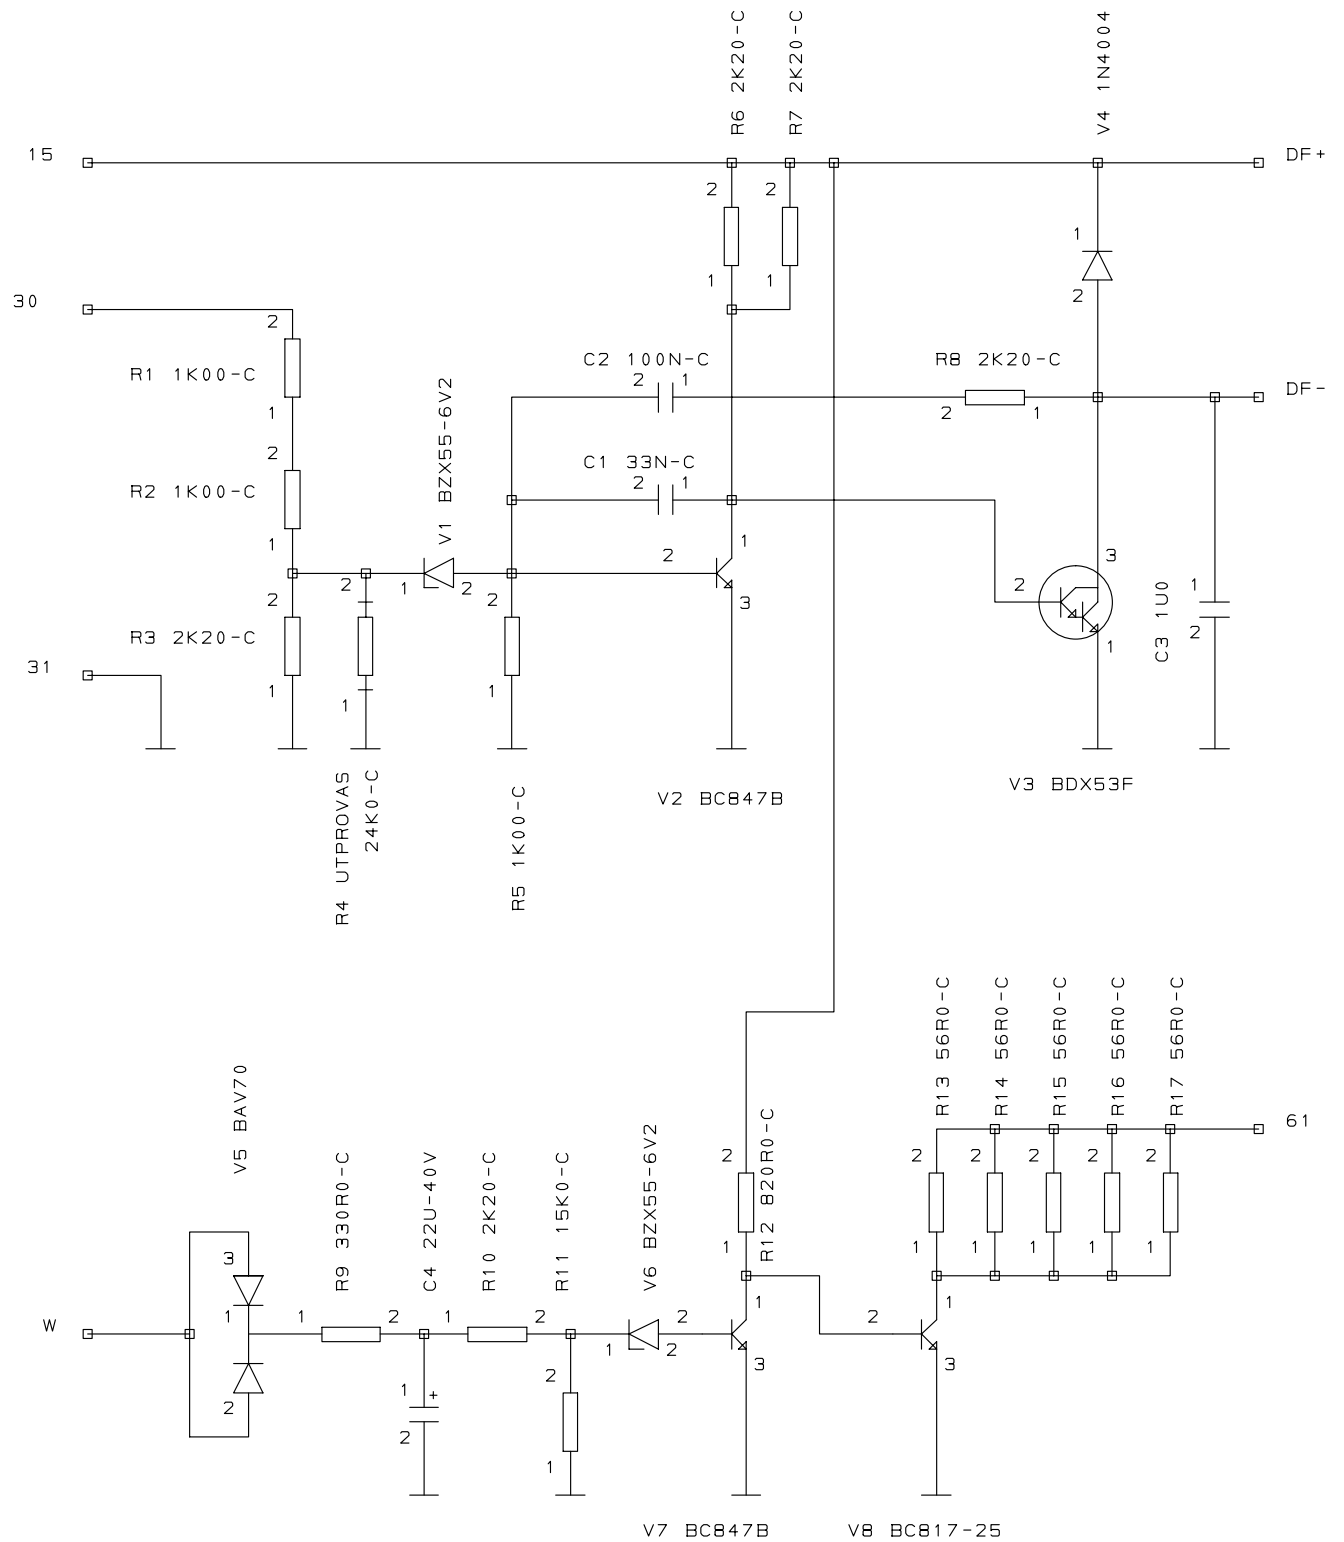 R6 2K20-C
R7 2K20-C
V4 1N4004
15
DF+
2
2
1
1
1
2
30
2
R1 1K00-C
1
V1 BZX55-6V2
C2 100N-C
2
1
R8 2K20-C
2
1
DF-
2
R2 1K00-C
1
C1 33N-C
2
1
2
1
2
1
2
2
3
2
1
3
2
R3 2K20-C
1
1
31
1
2
C3 1U0
R4 UTPROVAS
24K0-C
R5 1K00-C
V2 BC847B
V3 BDX53F
R13 56R0-C
R14 56R0-C
R15 56R0-C
R16 56R0-C
R17 56R0-C
61
V5 BAV70
R9 330R0-C
C4 22U-40V
R10 2K20-C
R11 15K0-C
V6 BZX55-6V2
2
R12 820R0-C
1
2
2
2
2
2
1
1
1
1
1
W
3
1
2
1
2
1
2
1
2
2
1
3
2
1
3
1
+
2
2
1
V7 BC847B
V8 BC817-25